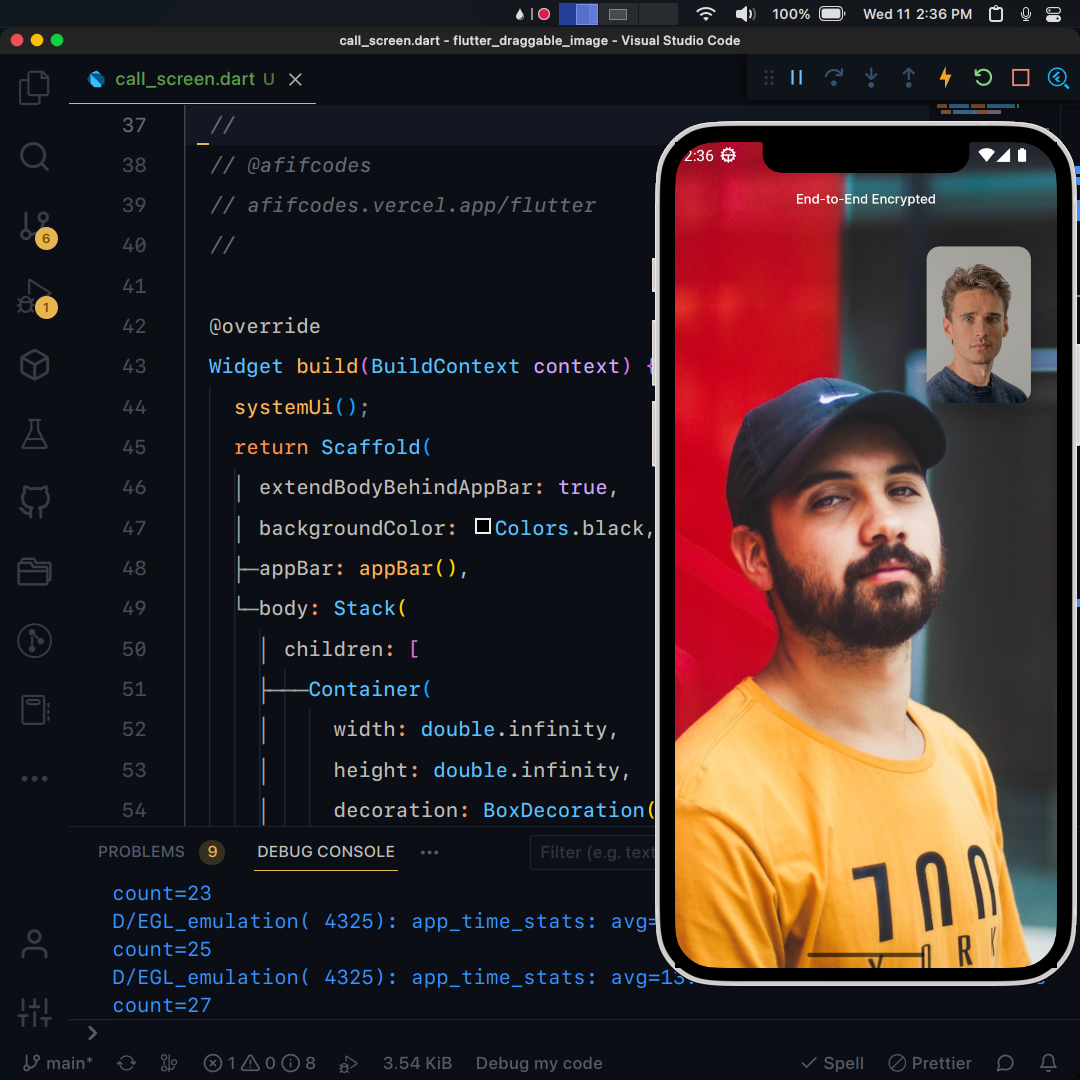 100%
Wed 11 2:36 PM
call_screen.dart - flutter_draggable_image - Visual Studio Code
call_screen.dart U
37 //
38 // @afifcodes
39 // afifcodes.vercel.app/flutter
40 //
41
42 @override
43 Widget build(BuildContext context) {
44 systemUi();
45 return Scaffold(
46 extendBodyBehindAppBar: true,
47 backgroundColor: Colors.black,
48 appBar: appBar(),
49 body: Stack(
50 children: [
51 Container(
52 width: double.infinity,
53 height: double.infinity,
54 decoration: BoxDecoration(
6
1
2:36
End-to-End Encrypted
100
YORK
PROBLEMS 9 DEBUG CONSOLE
Filter (e.g. text
count=23
D/EGL_emulation( 4325): app_time_stats: avg=
count=25
D/EGL_emulation( 4325): app_time_stats: avg=13
count=27
main* 1 0 8 3.54 KiB Debug my code Spell Prettier